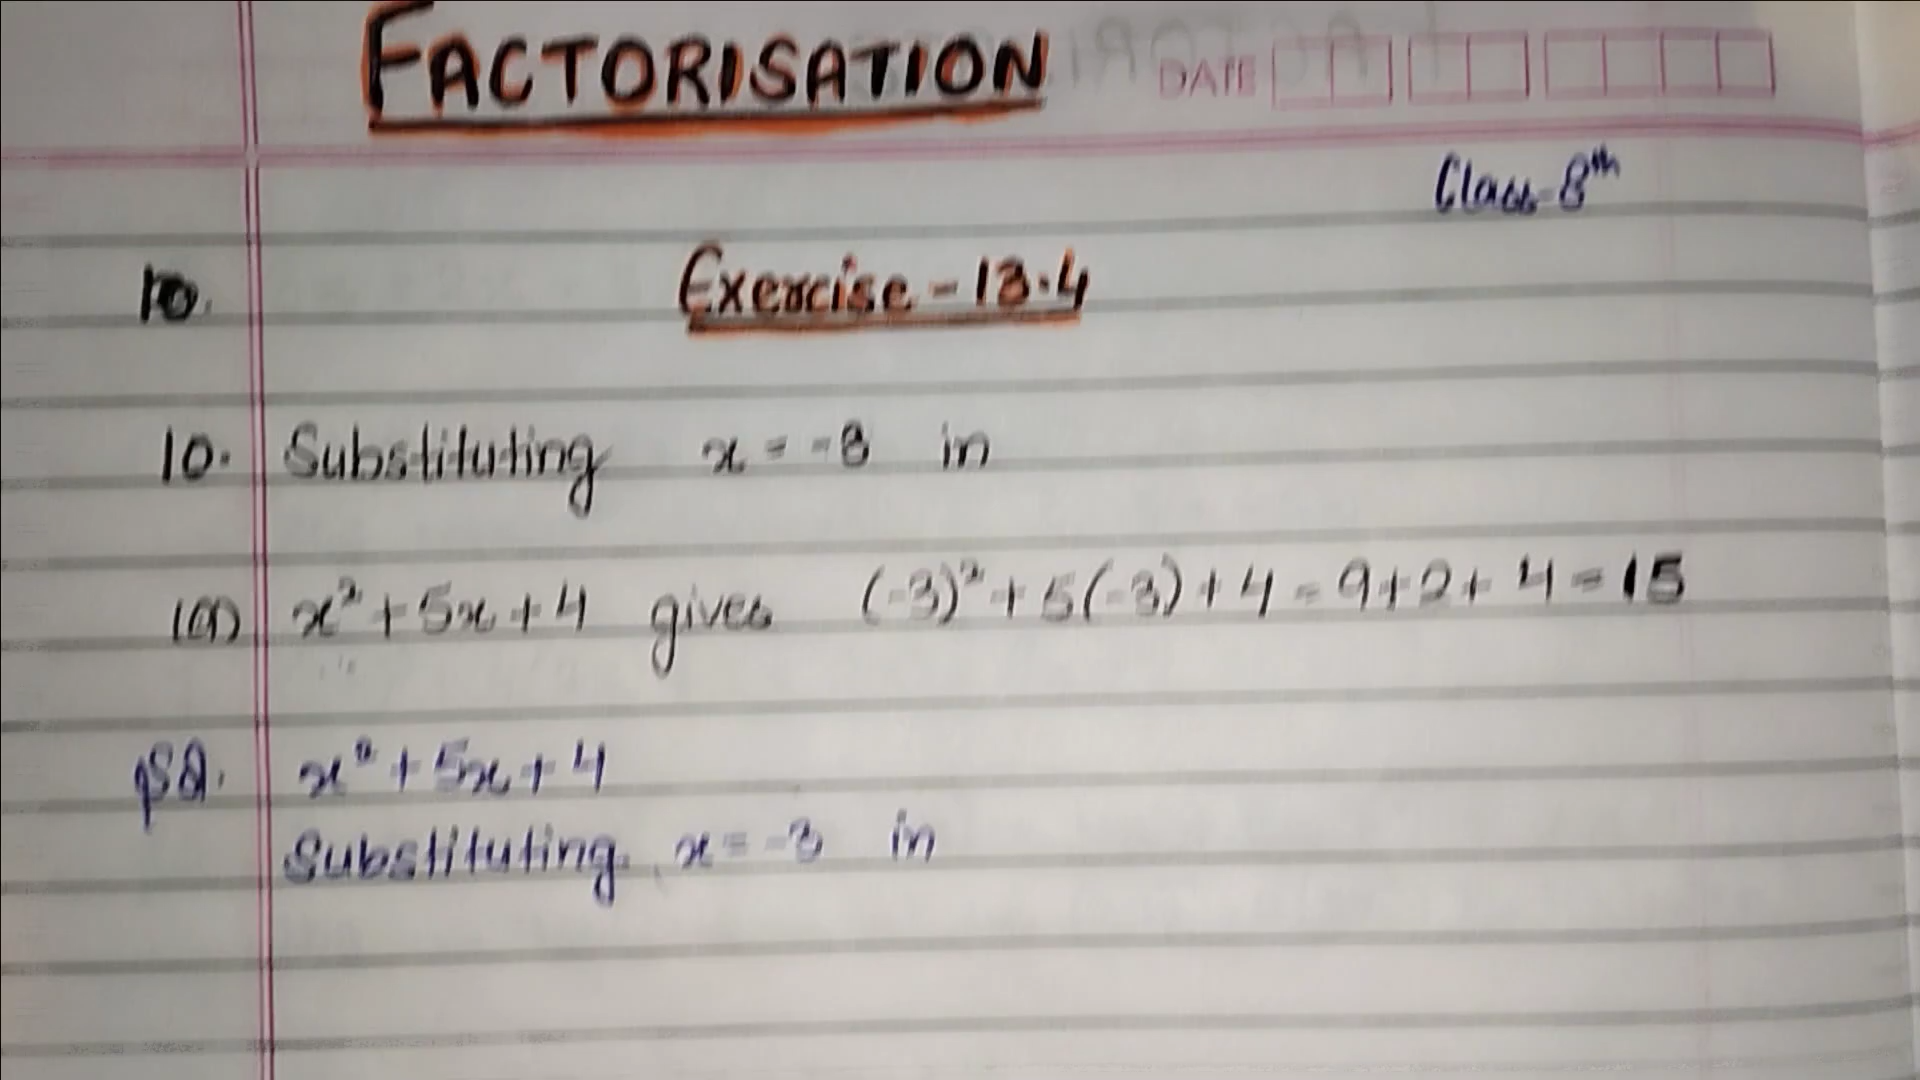 FACTORISATION
DATE
Class-8th
10.
Exercise - 13.4
10. Substituting x = -3 in
(a) x² + 5x + 4 gives (-3)² + 5(-3) + 4 = 9 + 2 + 4 = 15
x² + 5x + 4
Substituting x = -3 in